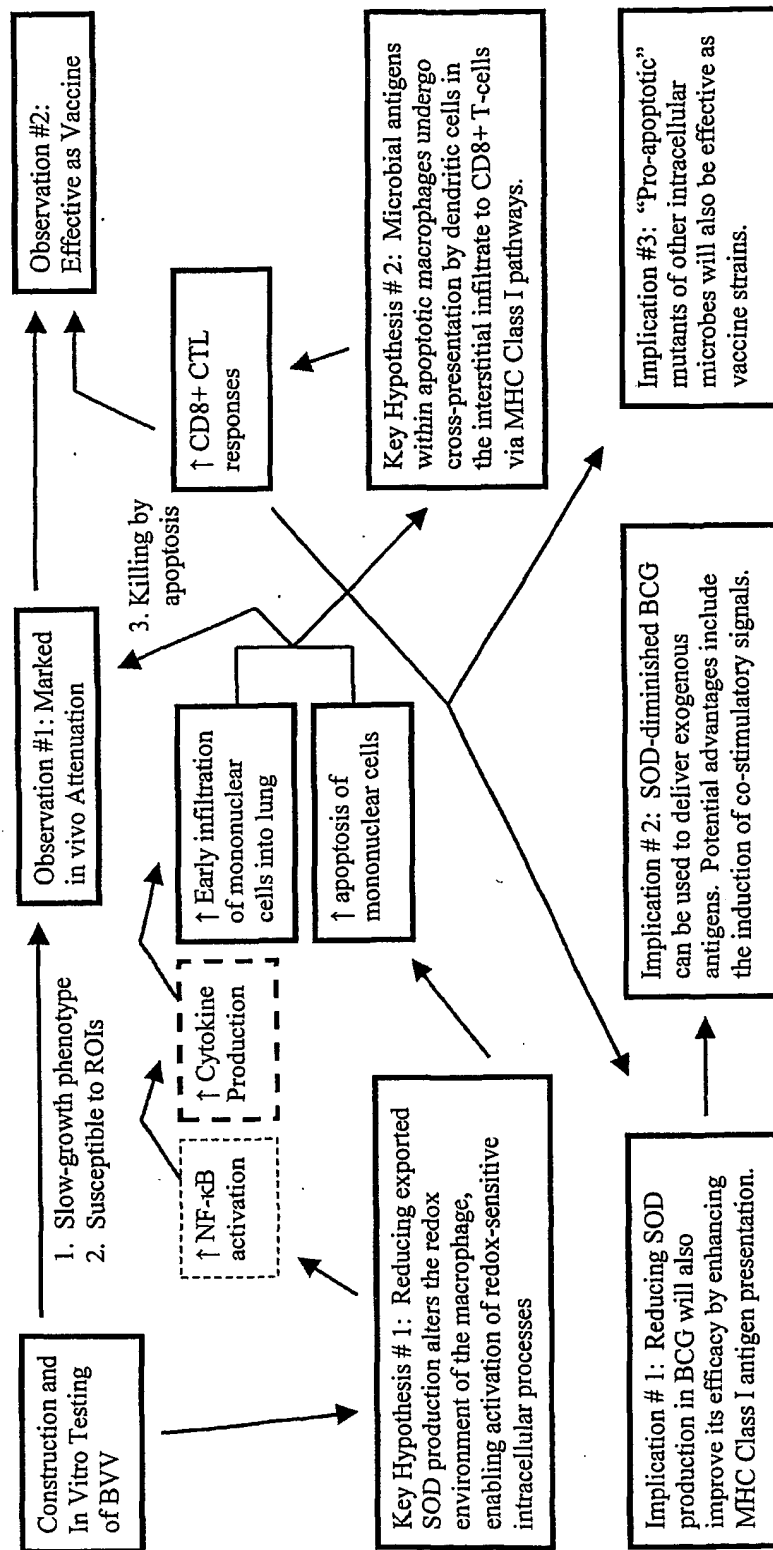 Construction and
In Vitro Testing
of BVV
1. Slow-growth phenotype
2. Susceptible to ROIs
Observation #1: Marked
in vivo Attenuation
Observation #2:
Effective as Vaccine
↑ NF-κB
activation
↑ Cytokine
Production
↑ Early infiltration
of mononuclear
cells into lung
↑ apoptosis of
mononuclear cells
3. Killing by
apoptosis
↑ CD8+ CTL
responses
Key Hypothesis # 1: Reducing exported
SOD production alters the redox
environment of the macrophage,
enabling activation of redox-sensitive
intracellular processes
Key Hypothesis # 2: Microbial antigens
within apoptotic macrophages undergo
cross-presentation by dendritic cells in
the interstitial infiltrate to CD8+ T-cells
via MHC Class I pathways.
Implication # 1: Reducing SOD
production in BCG will also
improve its efficacy by enhancing
MHC Class I antigen presentation.
Implication # 2: SOD-diminished BCG
can be used to deliver exogenous
antigens. Potential advantages include
the induction of co-stimulatory signals.
Implication #3: “Pro-apoptotic”
mutants of other intracellular
microbes will also be effective as
vaccine strains.